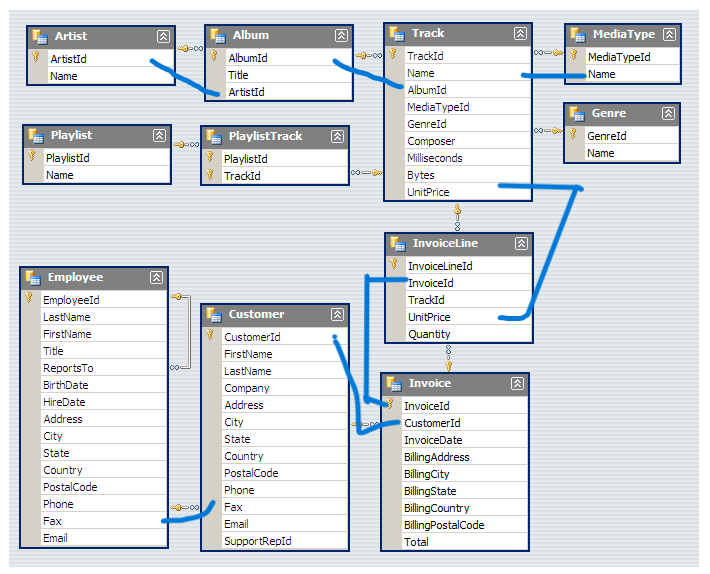 Artist
ArtistId
Name
Album
AlbumId
Title
ArtistId
Track
TrackId
Name
AlbumId
MediaTypeId
GenreId
Composer
Milliseconds
Bytes
UnitPrice
MediaType
MediaTypeId
Name
Genre
GenreId
Name
Playlist
PlaylistId
Name
PlaylistTrack
PlaylistId
TrackId
InvoiceLine
InvoiceLineId
InvoiceId
TrackId
UnitPrice
Quantity
Employee
EmployeeId
LastName
FirstName
Title
ReportsTo
BirthDate
HireDate
Address
City
State
Country
PostalCode
Phone
Fax
Email
Customer
CustomerId
FirstName
LastName
Company
Address
City
State
Country
PostalCode
Phone
Fax
Email
SupportRepId
Invoice
InvoiceId
CustomerId
InvoiceDate
BillingAddress
BillingCity
BillingState
BillingCountry
BillingPostalCode
Total